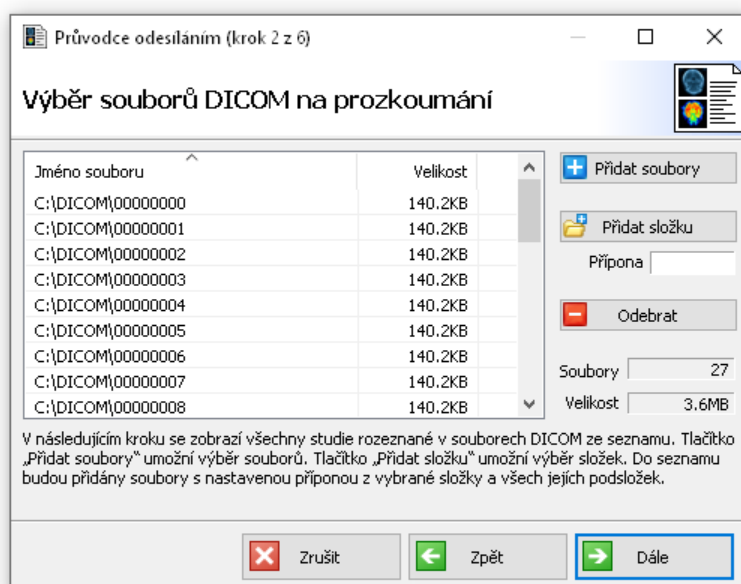 Průvodce odesíláním (krok 2 z 6)
Výběr souborů DICOM na prozkoumání
Jméno souboru Velikost
C:\DICOM\00000000 140.2KB
C:\DICOM\00000001 140.2KB
C:\DICOM\00000002 140.2KB
C:\DICOM\00000003 140.2KB
C:\DICOM\00000004 140.2KB
C:\DICOM\00000005 140.2KB
C:\DICOM\00000006 140.2KB
C:\DICOM\00000007 140.2KB
C:\DICOM\00000008 140.2KB
Přidat soubory
Přidat složku
Přípona
Odebrat
Soubory 27
Velikost 3.6MB
V následujícím kroku se zobrazí všechny studie rozeznané v souborech DICOM ze seznamu. Tlačítko
„Přidat soubory“ umožní výběr souborů. Tlačítko „Přidat složku“ umožní výběr složek. Do seznamu
budou přidány soubory s nastavenou příponou z vybrané složky a všech jejích podsložek.
Zrušit
Zpět
Dále